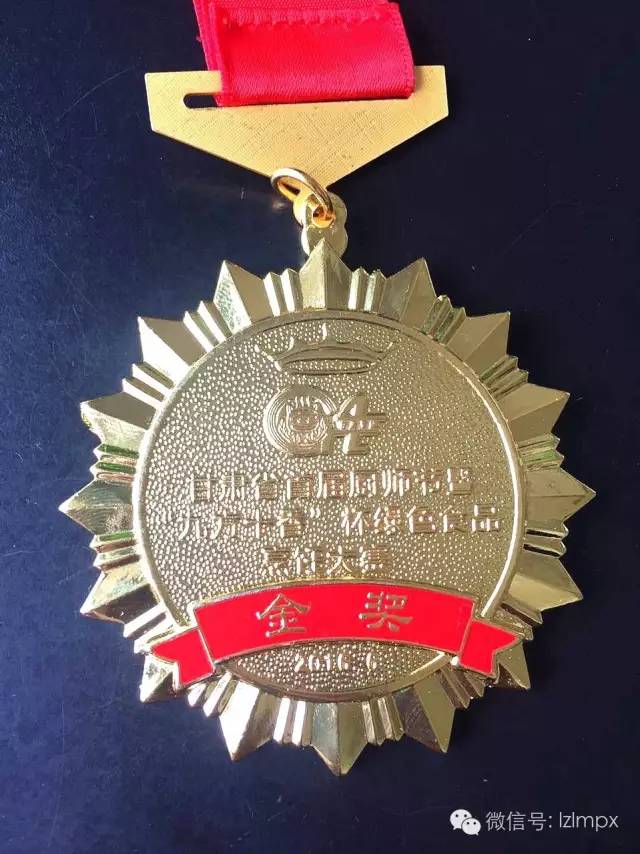 甘肃省首届厨师节暨
杯绿色食品
烹饪大赛
金奖
2016.6
微信号: lzlmpx